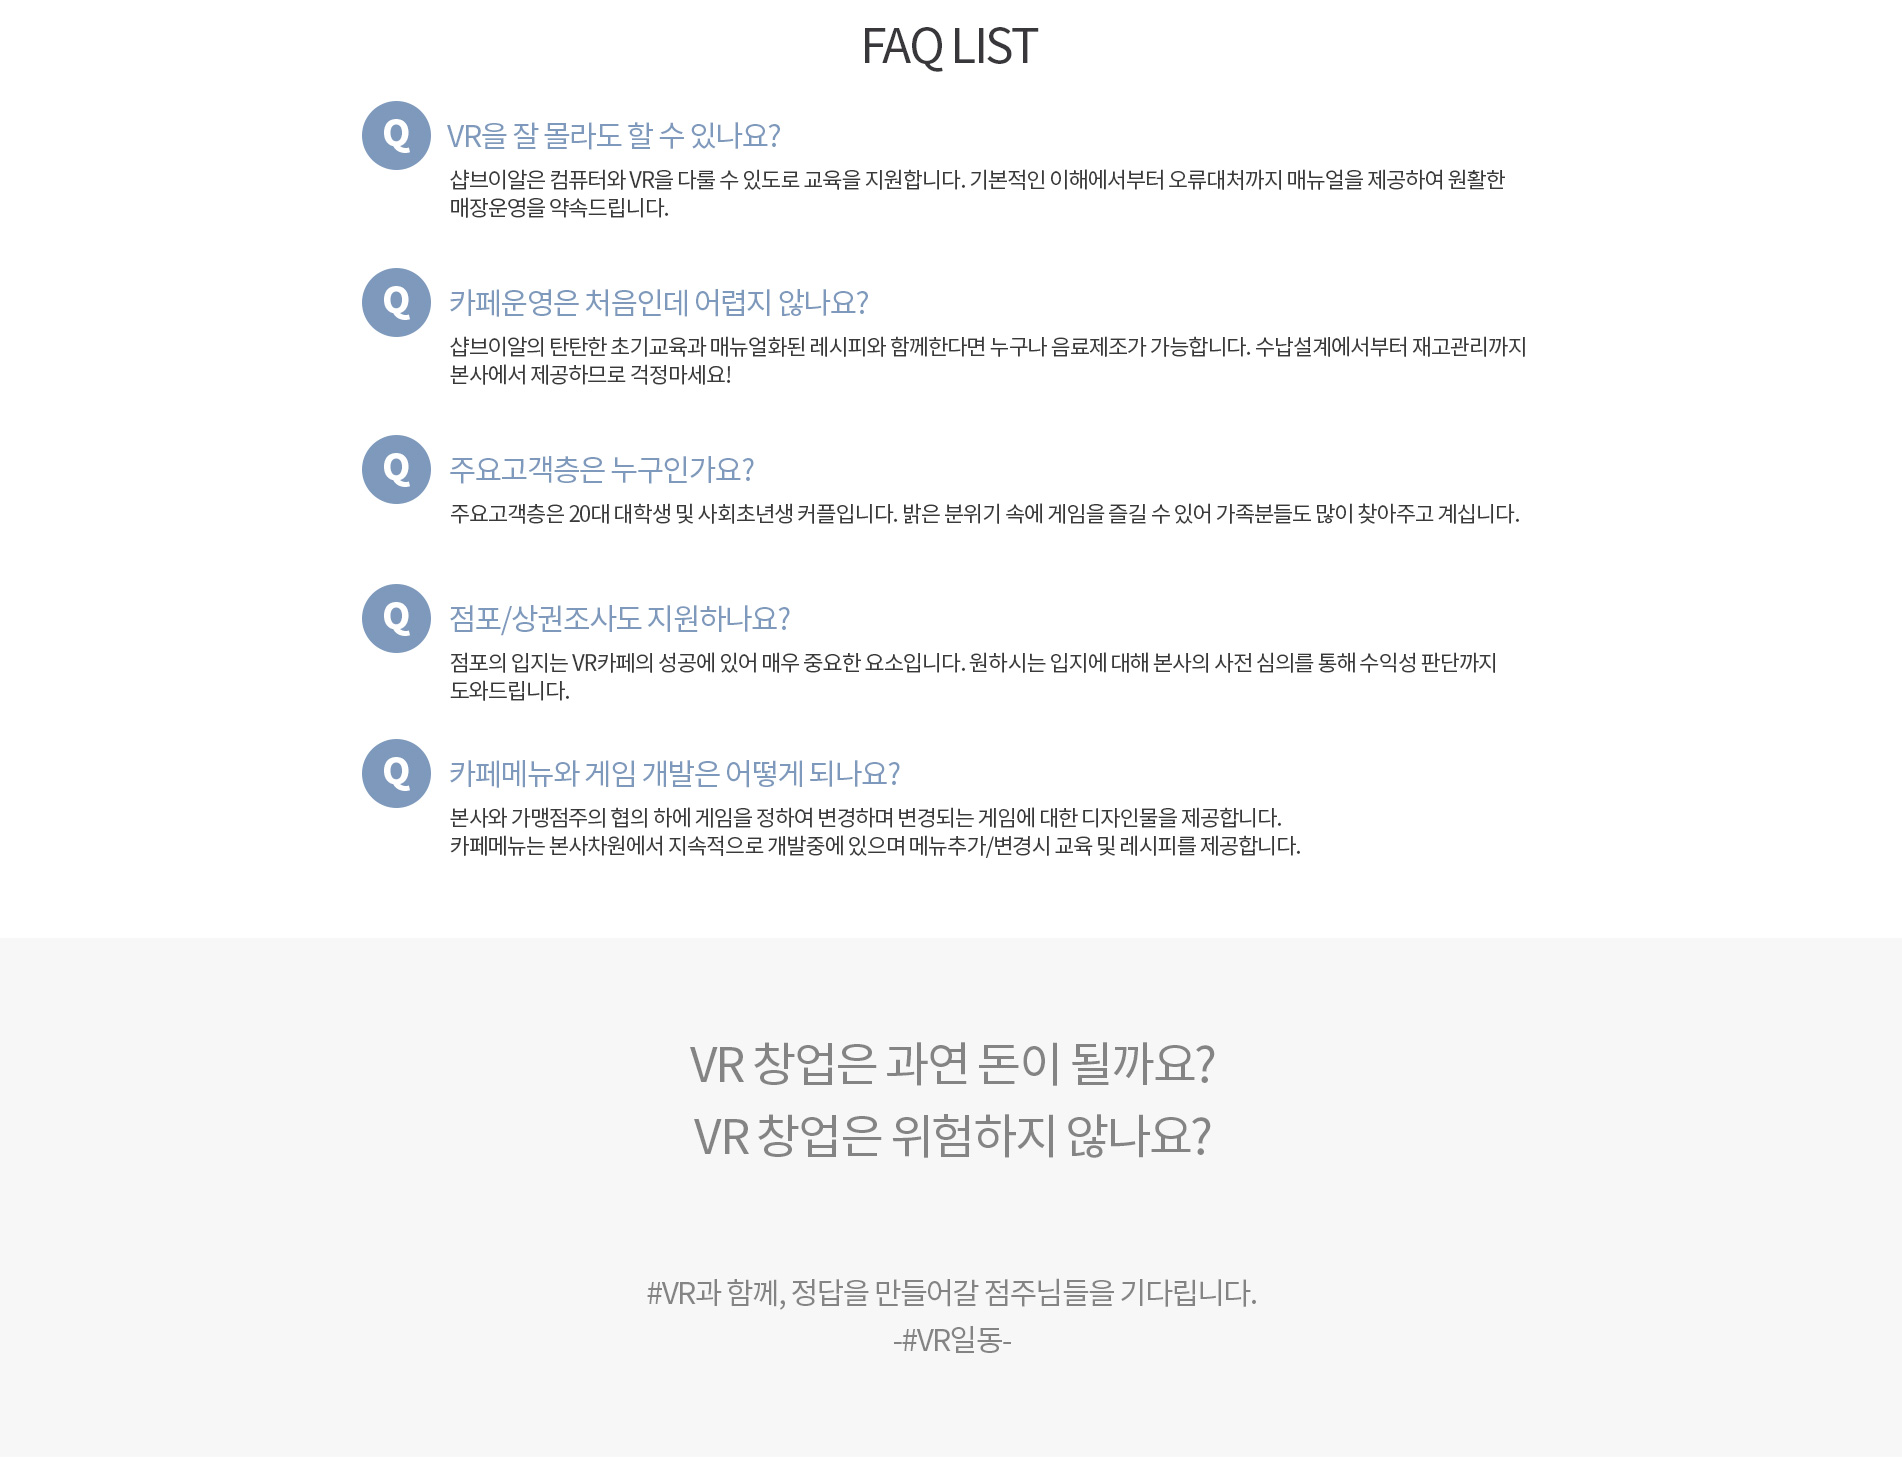 FAQ LIST
Q
VR을 잘 몰라도 할 수 있나요?
샵브이알은 컴퓨터와 VR을 다룰 수 있도로 교육을 지원합니다. 기본적인 이해에서부터 오류대처까지 매뉴얼을 제공하여 원활한
매장운영을 약속드립니다.
Q
카페운영은 처음인데 어렵지 않나요?
샵브이알의 탄탄한 초기교육과 매뉴얼화된 레시피와 함께한다면 누구나 음료제조가 가능합니다. 수납설계에서부터 재고관리까지
본사에서 제공하므로 걱정마세요!
Q
주요고객층은 누구인가요?
주요고객층은 20대 대학생 및 사회초년생 커플입니다. 밝은 분위기 속에 게임을 즐길 수 있어 가족분들도 많이 찾아주고 계십니다.
Q
점포/상권조사도 지원하나요?
점포의 입지는 VR카페의 성공에 있어 매우 중요한 요소입니다. 원하시는 입지에 대해 본사의 사전 심의를 통해 수익성 판단까지
도와드립니다.
Q
카페메뉴와 게임 개발은 어떻게 되나요?
본사와 가맹점주의 협의 하에 게임을 정하여 변경하며 변경되는 게임에 대한 디자인물을 제공합니다.
카페메뉴는 본사차원에서 지속적으로 개발중에 있으며 메뉴추가/변경시 교육 및 레시피를 제공합니다.
VR 창업은 과연 돈이 될까요?
VR 창업은 위험하지 않나요?
#VR과 함께, 정답을 만들어갈 점주님들을 기다립니다.
-#VR일동-